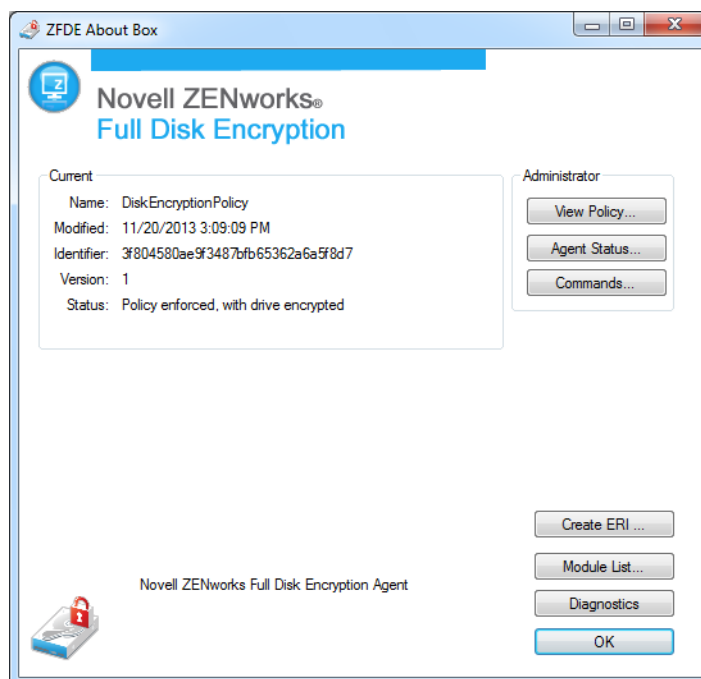 ZFDE About Box
Z
Novell ZENworks®
Full Disk Encryption
Current
Name: DiskEncryptionPolicy
Modified: 11/20/2013 3:09:09 PM
Identifier: 3f804580ae9f3487bfb65362a6a5f8d7
Version: 1
Status: Policy enforced, with drive encrypted
Administrator
View Policy...
Agent Status...
Commands...
Create ERI ...
Module List...
Novell ZENworks Full Disk Encryption Agent
Diagnostics
OK